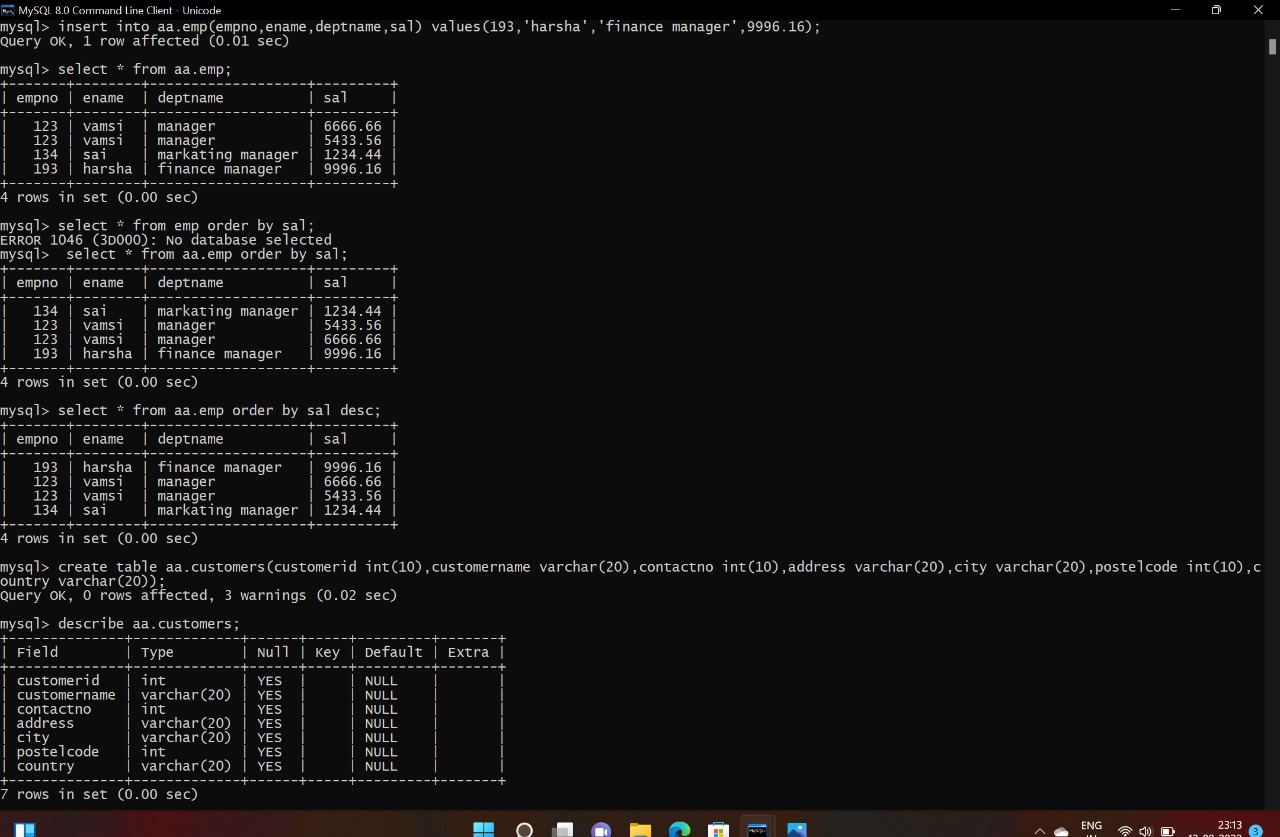 MySQL 8.0 Command Line Client - Unicode
mysql> insert into aa.emp(empno,ename,deptname,sal) values(193,'harsha','finance manager',9996.16);
Query OK, 1 row affected (0.01 sec)
mysql> select * from aa.emp;
+-------+--------+-------------------+---------+
| empno | ename  | deptname          | sal     |
+-------+--------+-------------------+---------+
|   123 | vamsi  | manager           | 6666.66 |
|   123 | vamsi  | manager           | 5433.56 |
|   134 | sai    | markating manager | 1234.44 |
|   193 | harsha | finance manager   | 9996.16 |
+-------+--------+-------------------+---------+
4 rows in set (0.00 sec)
mysql> select * from emp order by sal;
ERROR 1046 (3D000): No database selected
mysql>  select * from aa.emp order by sal;
+-------+--------+-------------------+---------+
| empno | ename  | deptname          | sal     |
+-------+--------+-------------------+---------+
|   134 | sai    | markating manager | 1234.44 |
|   123 | vamsi  | manager           | 5433.56 |
|   123 | vamsi  | manager           | 6666.66 |
|   193 | harsha | finance manager   | 9996.16 |
+-------+--------+-------------------+---------+
4 rows in set (0.00 sec)
mysql> select * from aa.emp order by sal desc;
+-------+--------+-------------------+---------+
| empno | ename  | deptname          | sal     |
+-------+--------+-------------------+---------+
|   193 | harsha | finance manager   | 9996.16 |
|   123 | vamsi  | manager           | 6666.66 |
|   123 | vamsi  | manager           | 5433.56 |
|   134 | sai    | markating manager | 1234.44 |
+-------+--------+-------------------+---------+
4 rows in set (0.00 sec)
mysql> create table aa.customers(customerid int(10),customername varchar(20),contactno int(10),address varchar(20),city varchar(20),postelcode int(10),c
ountry varchar(20));
Query OK, 0 rows affected, 3 warnings (0.02 sec)
mysql> describe aa.customers;
+--------------+-------------+------+-----+---------+-------+
| Field        | Type        | Null | Key | Default | Extra |
+--------------+-------------+------+-----+---------+-------+
| customerid   | int         | YES  |     | NULL    |       |
| customername | varchar(20) | YES  |     | NULL    |       |
| contactno    | int         | YES  |     | NULL    |       |
| address      | varchar(20) | YES  |     | NULL    |       |
| city         | varchar(20) | YES  |     | NULL    |       |
| postelcode   | int         | YES  |     | NULL    |       |
| country      | varchar(20) | YES  |     | NULL    |       |
+--------------+-------------+------+-----+---------+-------+
7 rows in set (0.00 sec)
ENG
23:13
3